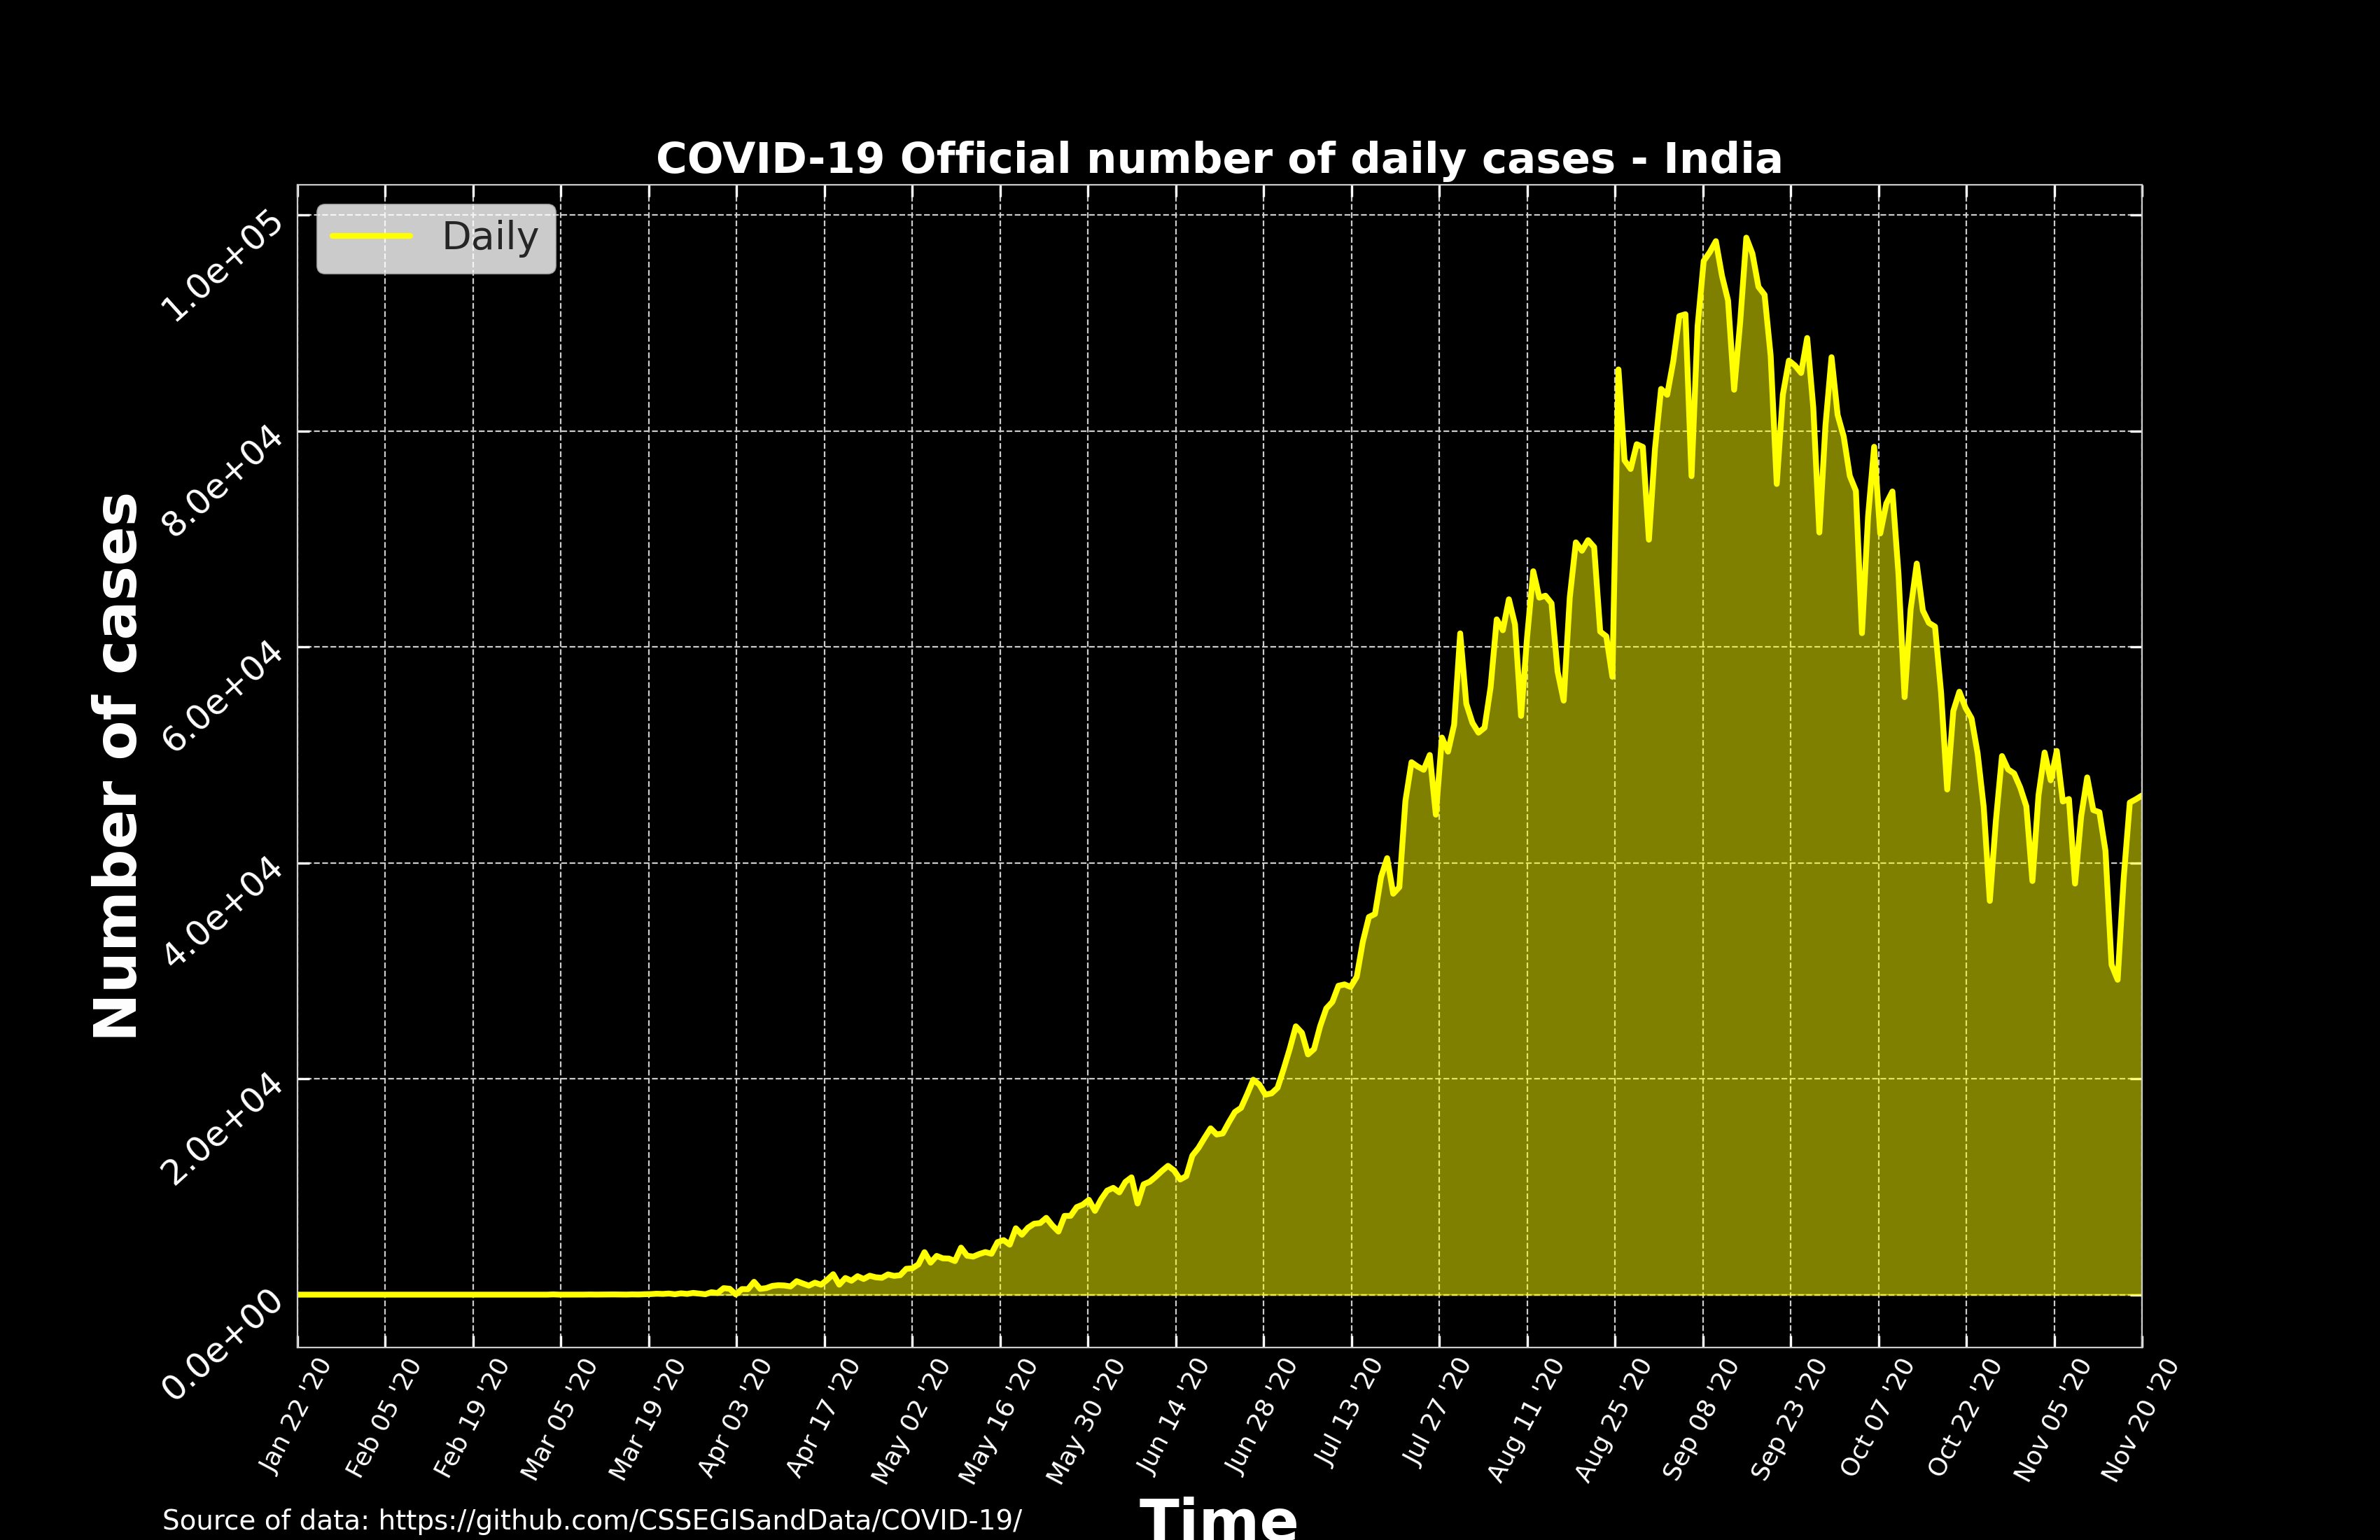 COVID-19 Official number of daily cases - India
Daily
Number of cases
1.0e+05
8.0e+04
6.0e+04
4.0e+04
2.0e+04
0.0e+00
Jan 22 '20
Feb 05 '20
Feb 19 '20
Mar 05 '20
Mar 19 '20
Apr 03 '20
Apr 17 '20
May 02 '20
May 16 '20
May 30 '20
Jun 14 '20
Jun 28 '20
Jul 13 '20
Jul 27 '20
Aug 11 '20
Aug 25 '20
Sep 08 '20
Sep 23 '20
Oct 07 '20
Oct 22 '20
Nov 05 '20
Nov 20 '20
Time
Source of data: https://github.com/CSSEGISandData/COVID-19/